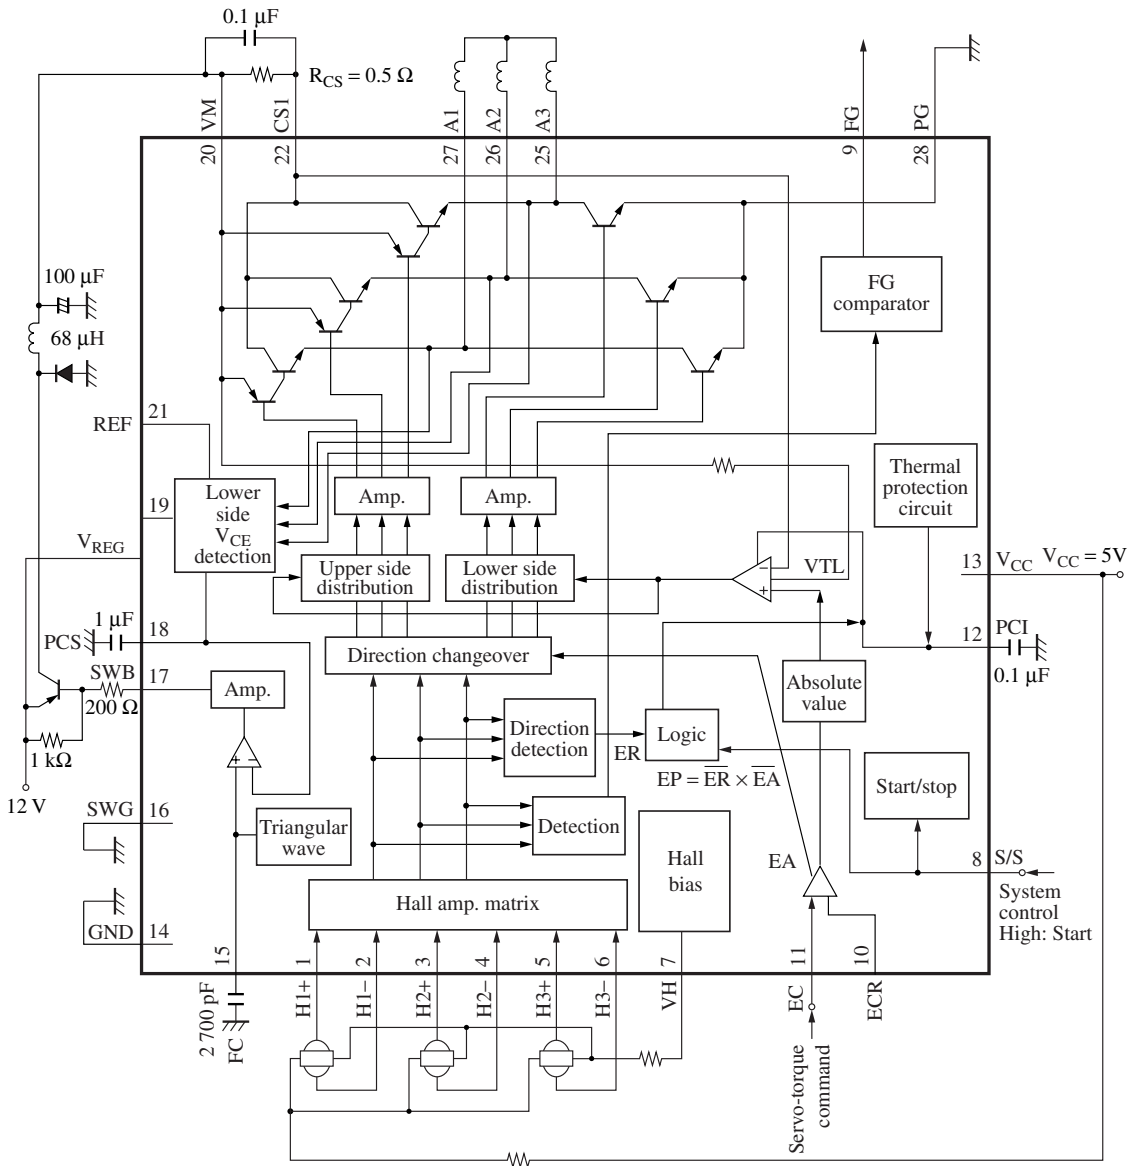 0.1 µF
R_CS = 0.5 Ω
20 VM
22 CS1
27 A1
26 A2
25 A3
9 FG
28 PG
100 µF
68 µH
FG
comparator
REF
21
Lower
side
V_CE
detection
19
V_REG
Amp.
Amp.
Thermal
protection
circuit
Upper side
distribution
Lower side
distribution
VTL
−
+
13
V_CC
V_CC = 5V
1 µF
PCS
18
Direction changeover
12
PCI
0.1 µF
SWB
17
200 Ω
Amp.
Absolute
value
Direction
detection
ER
Logic
EP = E̅R̅ × E̅A̅
1 kΩ
+ −
12 V
SWG
16
Triangular
wave
Detection
Start/stop
Hall
bias
EA
8
S/S
System
control
High: Start
Hall amp. matrix
GND
14
15
1
2
3
4
5
6
7
11
10
2 700 pF
FC
H1+
H1−
H2+
H2−
H3+
H3−
VH
EC
ECR
Servo-torque
command